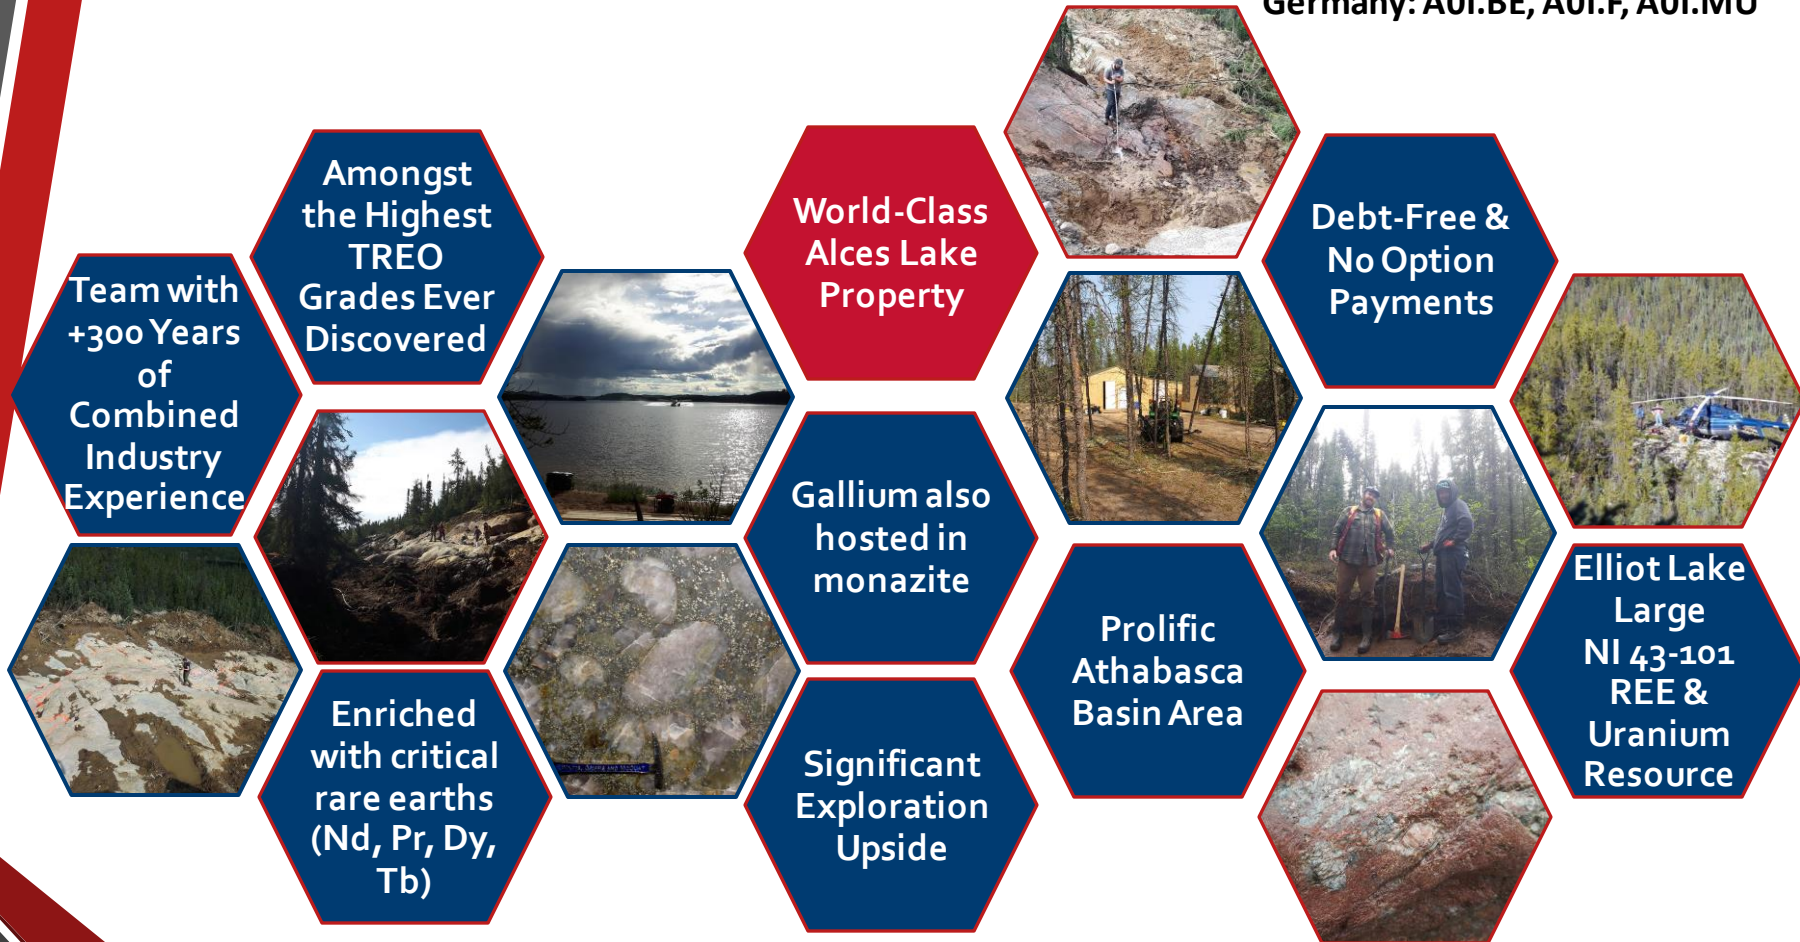 Germany: A0I.BE, A0I.F, A0I.MU
Amongst
the Highest
TREO
Grades Ever
Discovered
World-Class
Alces Lake
Property
Debt-Free &
No Option
Payments
Team with
+300 Years
of
Combined
Industry
Experience
Gallium also
hosted in
monazite
Prolific
Athabasca
Basin Area
Elliot Lake
Large
NI 43-101
REE &
Uranium
Resource
Enriched
with critical
rare earths
(Nd, Pr, Dy,
Tb)
Significant
Exploration
Upside